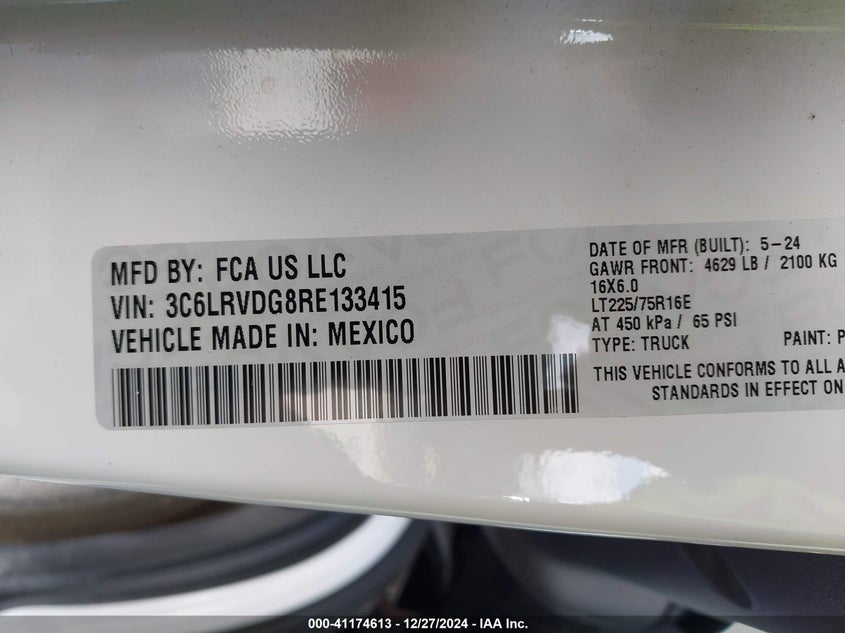 MFD BY: FCA US LLC
VIN: 3C6LRVDG8RE133415
VEHICLE MADE IN: MEXICO
DATE OF MFR (BUILT): 5-24
GAWR FRONT: 4629 LB / 2100 KG
16X6.0
LT225/75R16E
AT 450 kPa / 65 PSI
TYPE: TRUCK PAINT: P
THIS VEHICLE CONFORMS TO ALL A
STANDARDS IN EFFECT ON
000-41174613 - 12/27/2024 - IAA Inc.